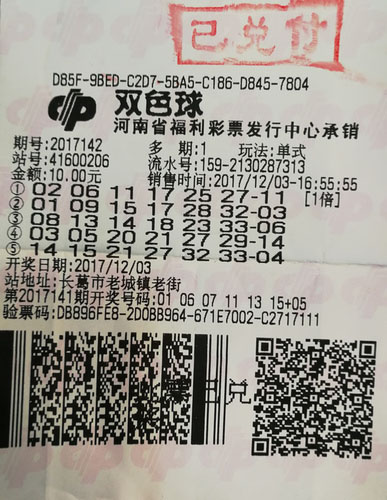 已兑付
D85F-9BED-C2D7-5BA5-C186-D845-7804
双色球
河南省福利彩票发行中心承销
期号:2017142 多 期:1 玩法:单式
站号:41600206 流水号:159-2130287313
金额:10.00元 销售时间:2017/12/03-16:55:55
① 02 06 11 17 25 27-11 [1倍]
② 01 09 15 17 28 32-03
③ 08 13 14 18 23 33-06
④ 03 05 20 21 27 29-14
⑤ 14 15 21 27 32 33-04
开奖日期:2017/12/03
站地址:长葛市老城镇老街
第2017141期开奖号码:01 06 07 11 13 15+05
验票码:DB896FE8-2D0BB964-671E7002-C2717111
票已兑